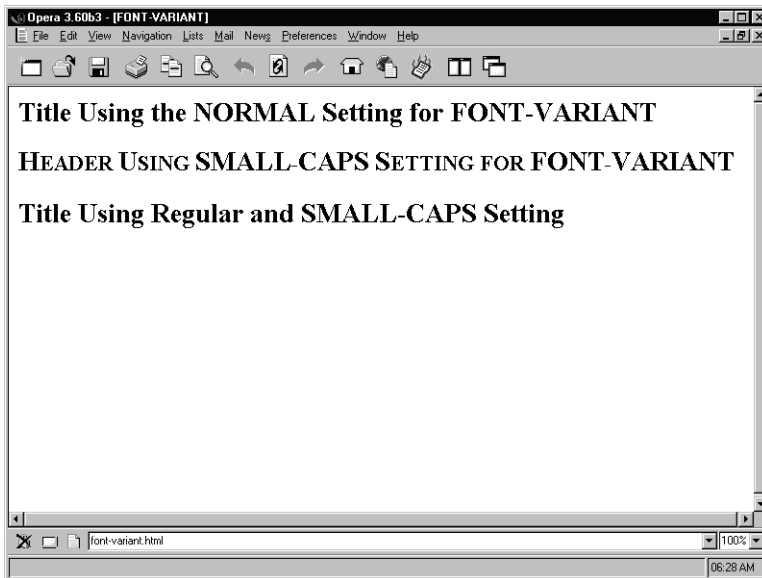 Opera 3.60b3 - [FONT-VARIANT]
File Edit View Navigation Lists Mail News Preferences Window Help
Title Using the NORMAL Setting for FONT-VARIANT
Header Using SMALL-CAPS Setting for FONT-VARIANT
Title Using Regular and SMALL-CAPS Setting
font-variant.html 100%
06:28 AM